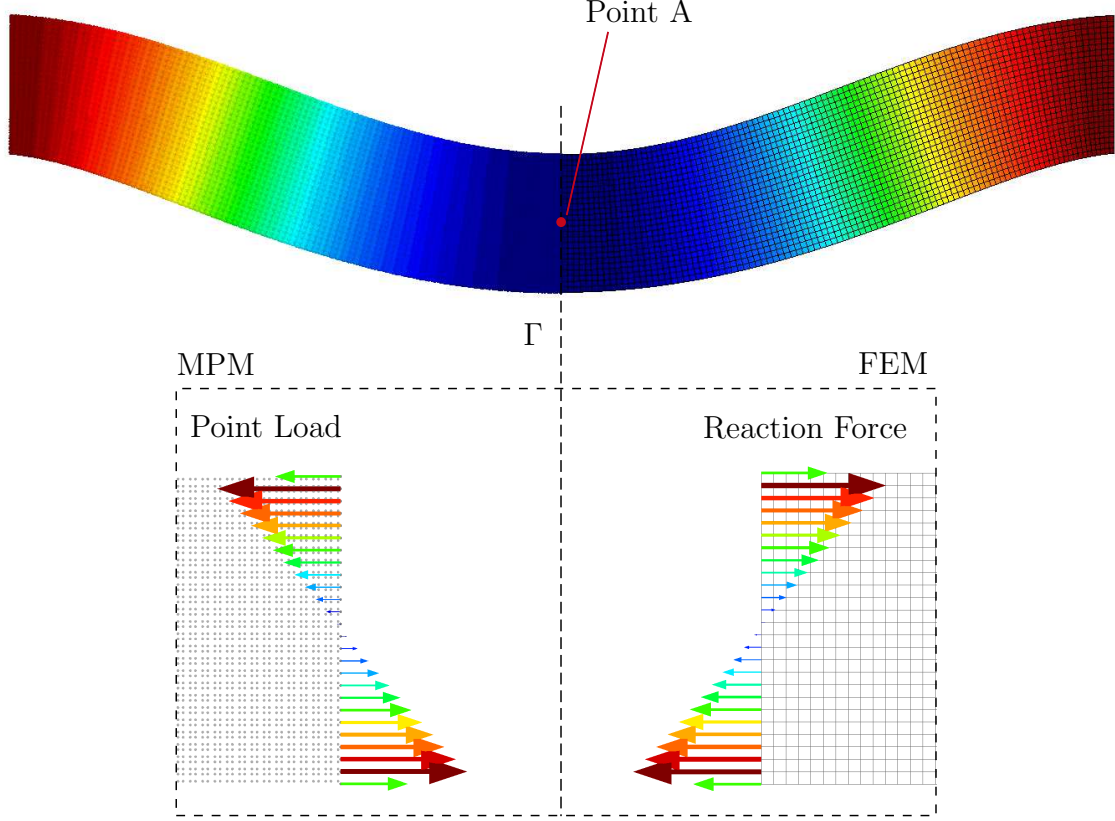 Point A
Γ
MPM
FEM
Point Load
Reaction Force